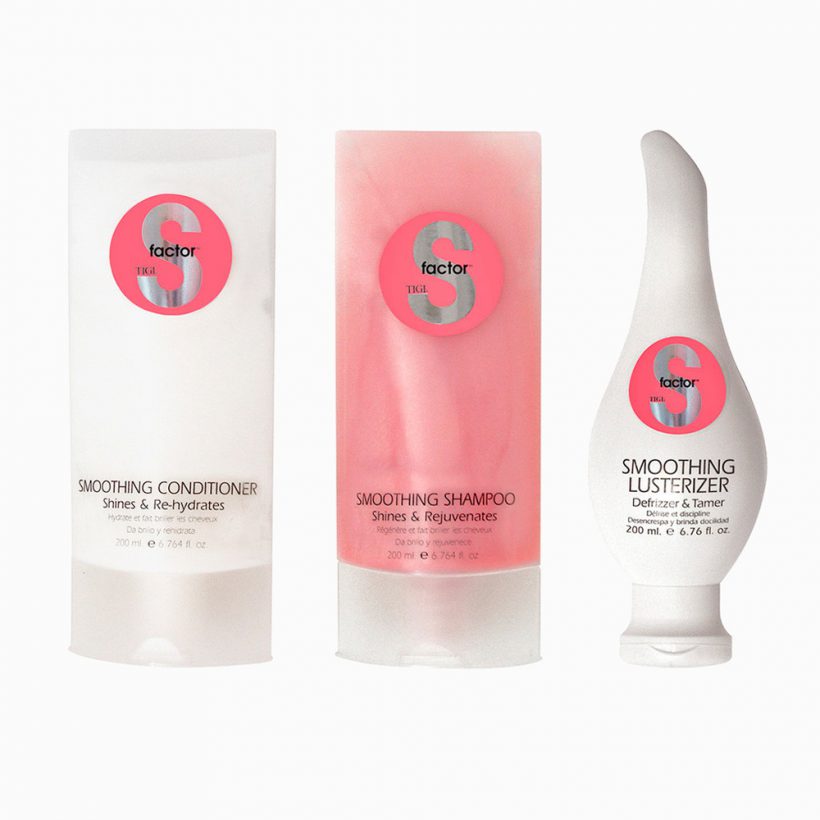 S
factor™
TIGI
SMOOTHING CONDITIONER
Shines & Re-hydrates
Hydrate et fait briller les cheveux
Da brillo y rehidrata
200 ml. e 6.764 fl. oz.
S
factor™
TIGI
SMOOTHING SHAMPOO
Shines & Rejuvenates
Régénère et fait briller les cheveux
Da brillo y rejuvenece
200 ml. e 6.764 fl. oz.
S
factor™
TIGI
SMOOTHING
LUSTERIZER
Defrizzer & Tamer
Défrise et discipline
Desencrespa y brinda docilidad
200 ml. e 6.76 fl. oz.